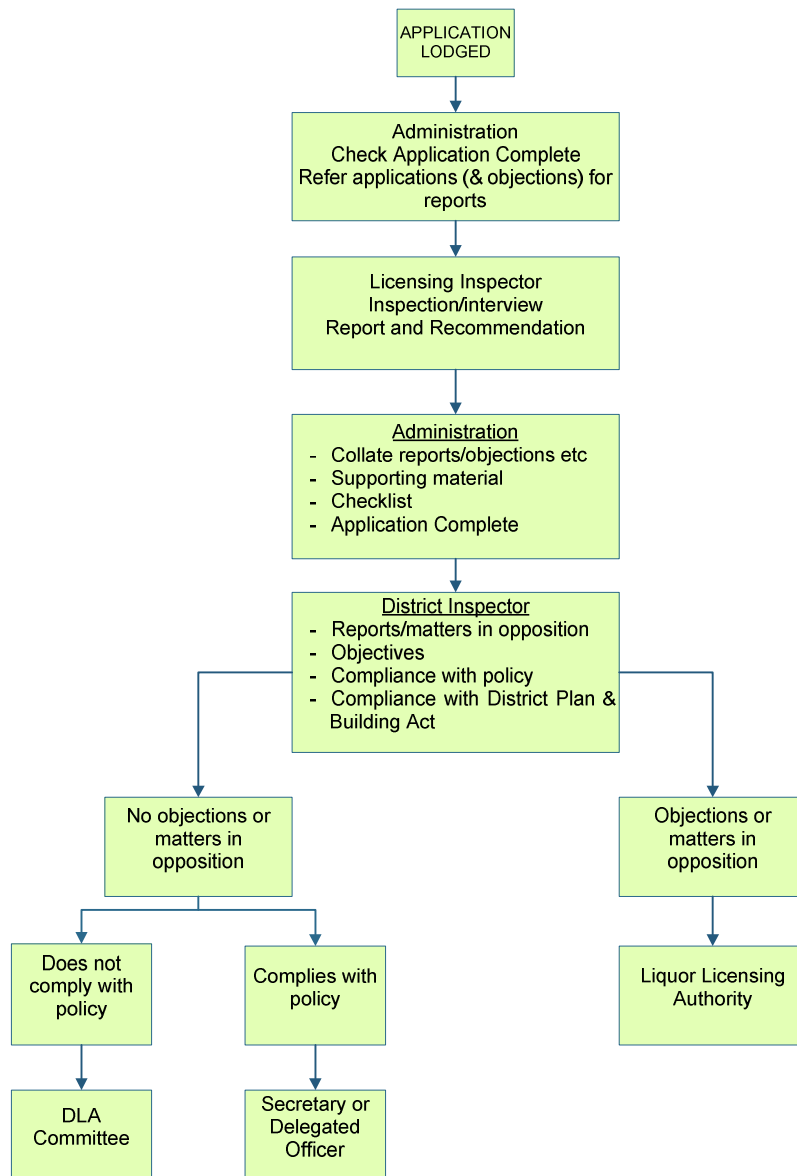 APPLICATION
LODGED
Administration
Check Application Complete
Refer applications (& objections) for
reports
Licensing Inspector
Inspection/interview
Report and Recommendation
Administration
- Collate reports/objections etc
- Supporting material
- Checklist
- Application Complete
District Inspector
- Reports/matters in opposition
- Objectives
- Compliance with policy
- Compliance with District Plan &
Building Act
No objections or
matters in
opposition
Objections or
matters in
opposition
Does not
comply with
policy
Complies with
policy
Liquor Licensing
Authority
DLA
Committee
Secretary or
Delegated
Officer